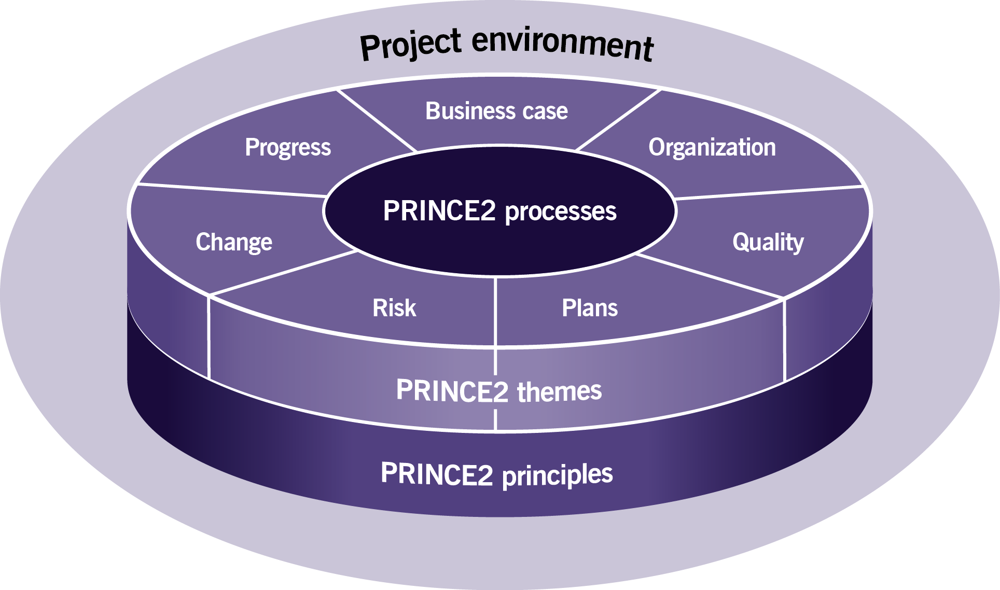 Project environment
Business case
Progress
Organization
PRINCE2 processes
Change
Quality
Risk
Plans
PRINCE2 themes
PRINCE2 principles